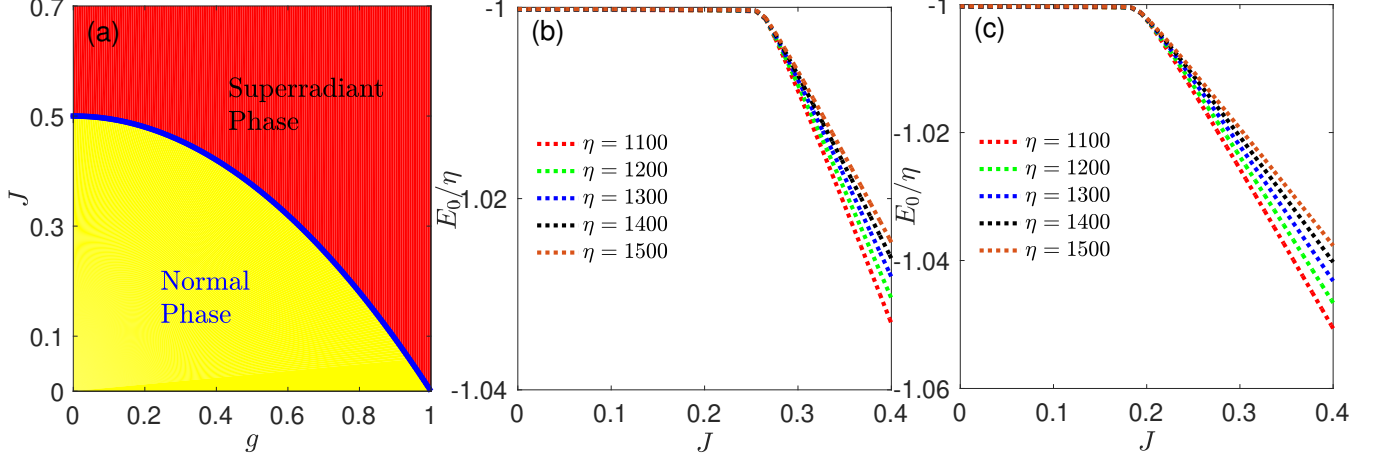 (a)
Superradiant
Phase
Normal
Phase
0.7
0.5
0.3
0.1
0
J
0
0.2
0.4
0.6
0.8
1
g
(b)
-1
-1.02
-1.04
E₀/η
η = 1100
η = 1200
η = 1300
η = 1400
η = 1500
0
0.1
0.2
0.3
0.4
J
(c)
-1
-1.02
-1.04
-1.06
E₀/η
η = 1100
η = 1200
η = 1300
η = 1400
η = 1500
0
0.1
0.2
0.3
0.4
J